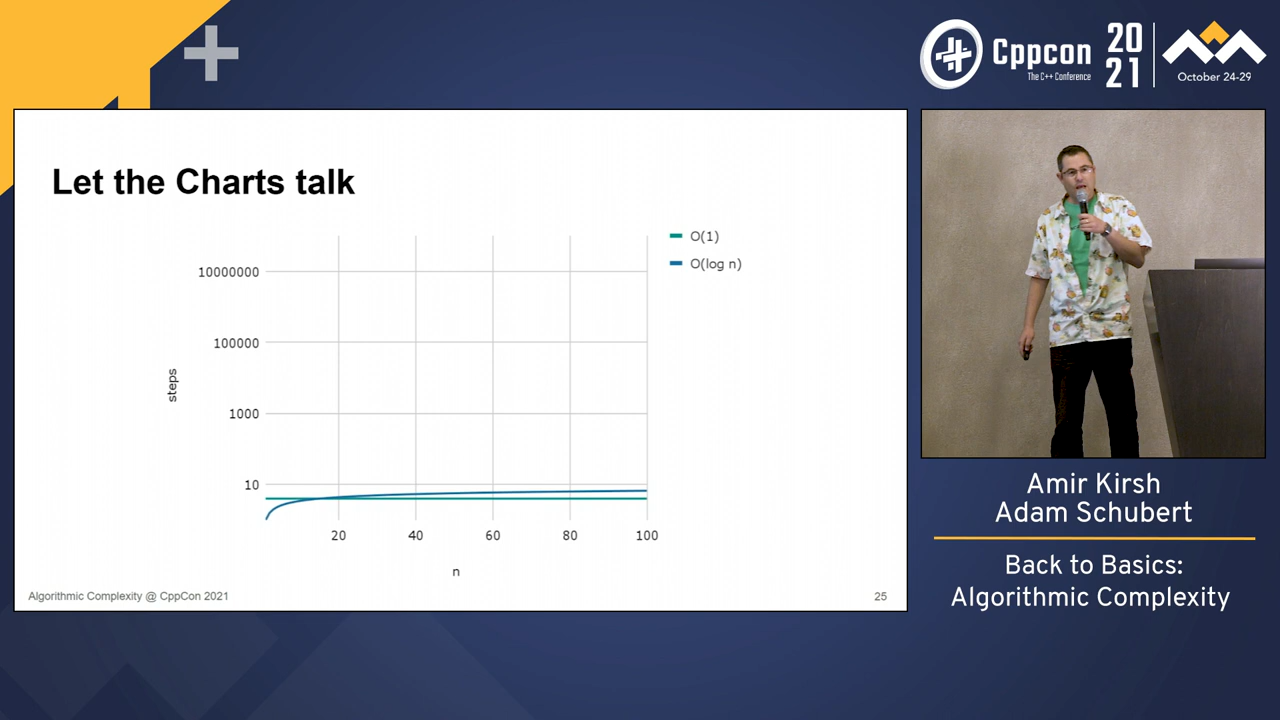 Cppcon
The C++ Conference
20
21
October 24-29
Let the Charts talk
O(1)
O(log n)
10000000
100000
1000
10
steps
20 40 60 80 100
n
Algorithmic Complexity @ CppCon 2021
25
Amir Kirsh
Adam Schubert
Back to Basics:
Algorithmic Complexity